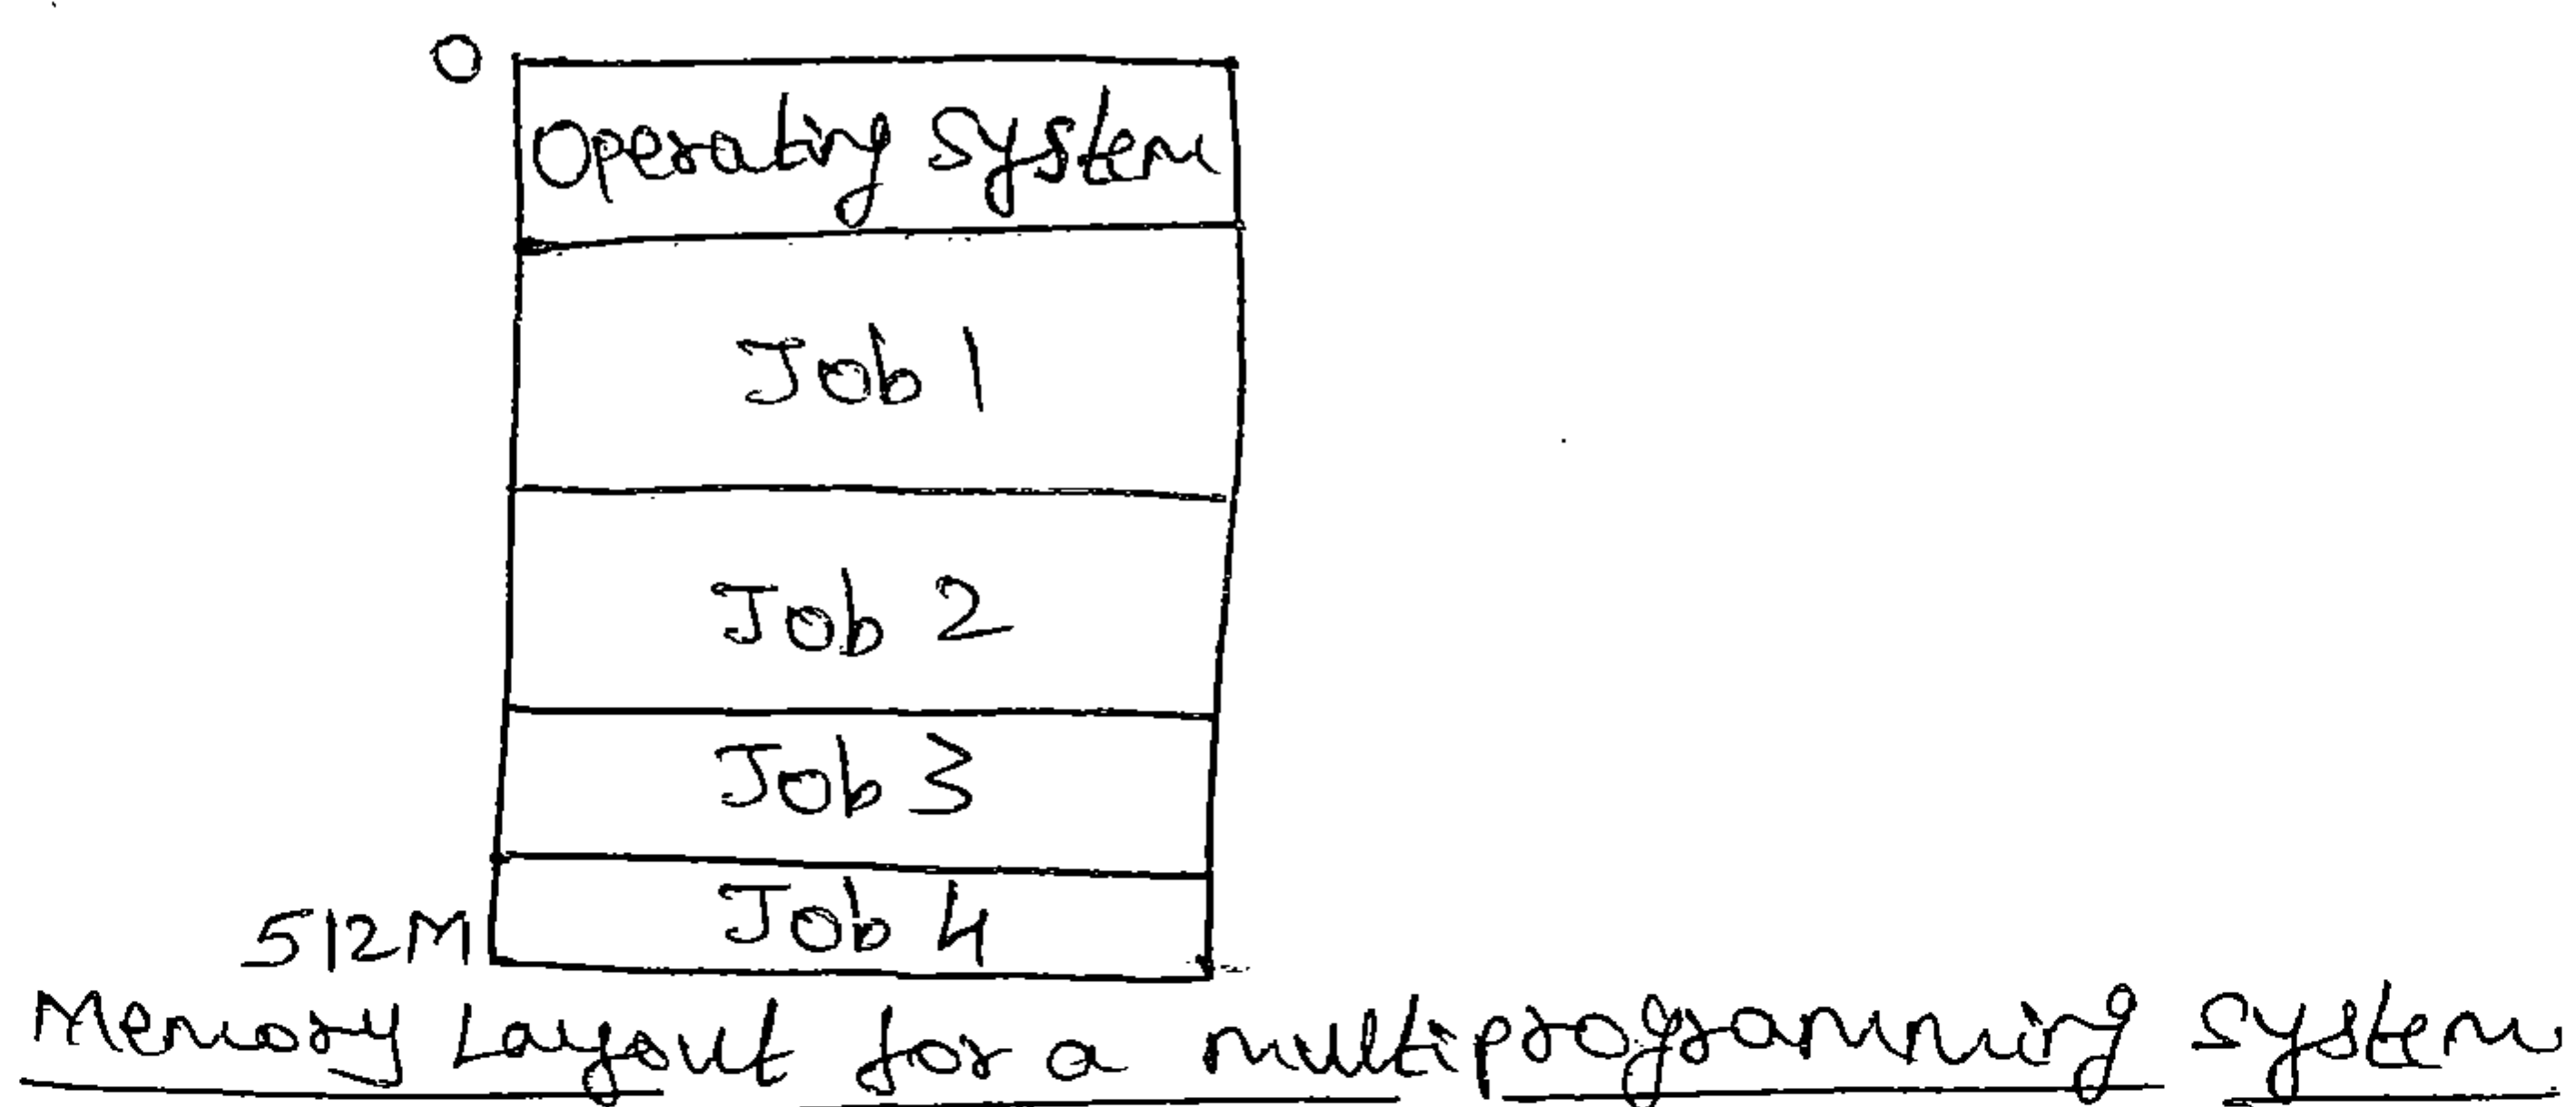 0
Operating System
Job 1
Job 2
Job 3
Job 4
512M
Memory Layout for a multiprogramming system